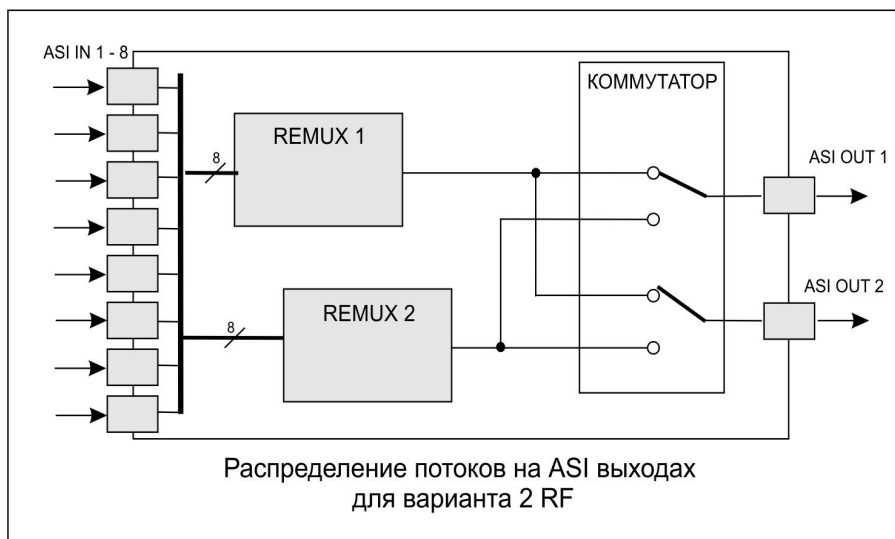 ASI IN 1 - 8
КОММУТАТОР
REMUX 1
8
ASI OUT 1
REMUX 2
8
ASI OUT 2
Распределение потоков на ASI выходах
для варианта 2 RF